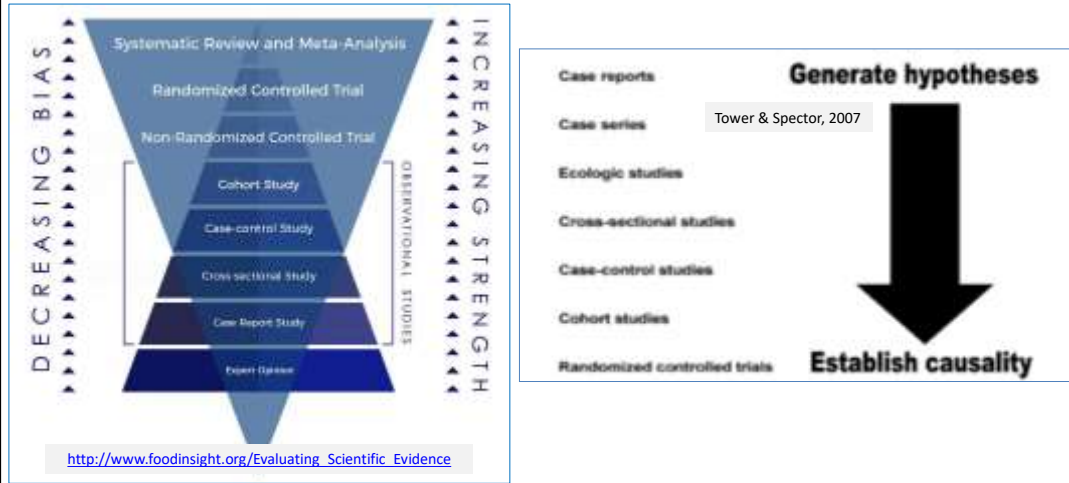 DECREASING BIAS
Systematic Review and Meta-Analysis
Randomized Controlled Trial
Non-Randomized Controlled Trial
Cohort Study
Case-control Study
Cross sectional Study
Case Report Study
Expert Opinion
OBSERVATIONAL STUDIES
INCREASING STRENGTH
http://www.foodinsight.org/Evaluating_Scientific_Evidence
Case reports
Case series
Ecologic studies
Cross-sectional studies
Case-control studies
Cohort studies
Randomized controlled trials
Generate hypotheses
Tower & Spector, 2007
Establish causality